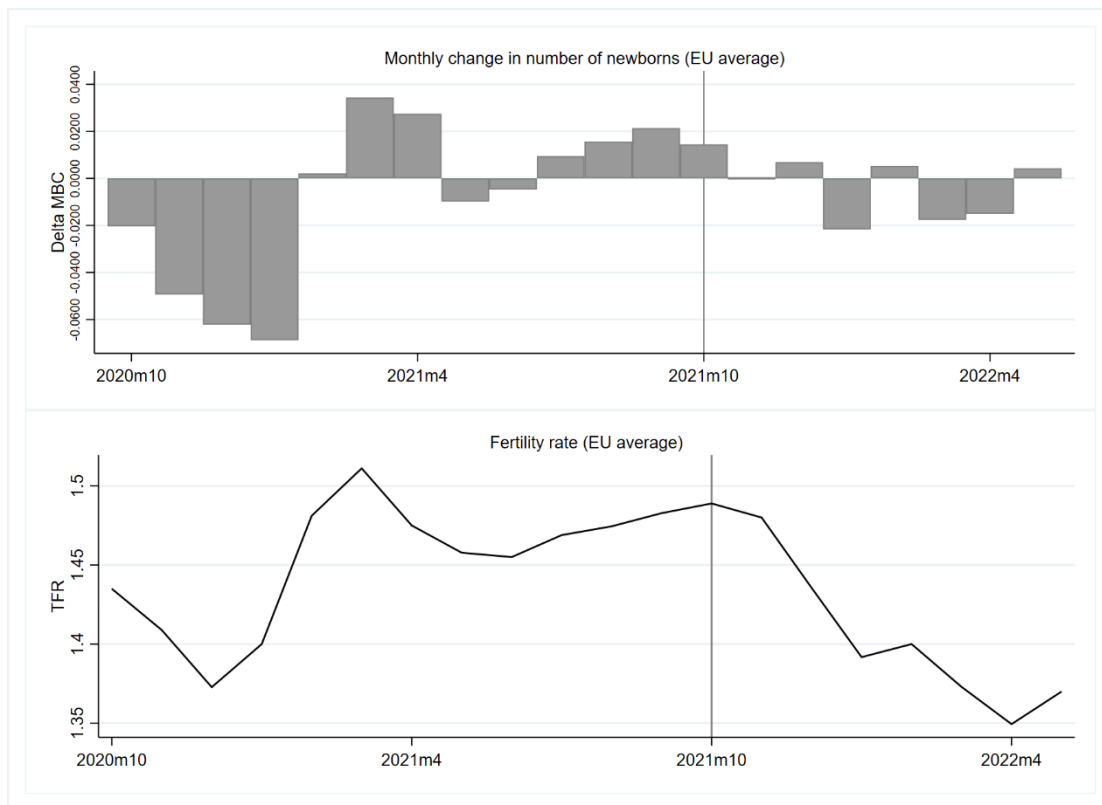 Monthly change in number of newborns (EU average)
Delta MBC
0.0400
0.0200
0.0000
-0.0200
-0.0400
-0.0600
2020m10 2021m4 2021m10 2022m4
Fertility rate (EU average)
TFR
1.5
1.45
1.4
1.35
2020m10 2021m4 2021m10 2022m4